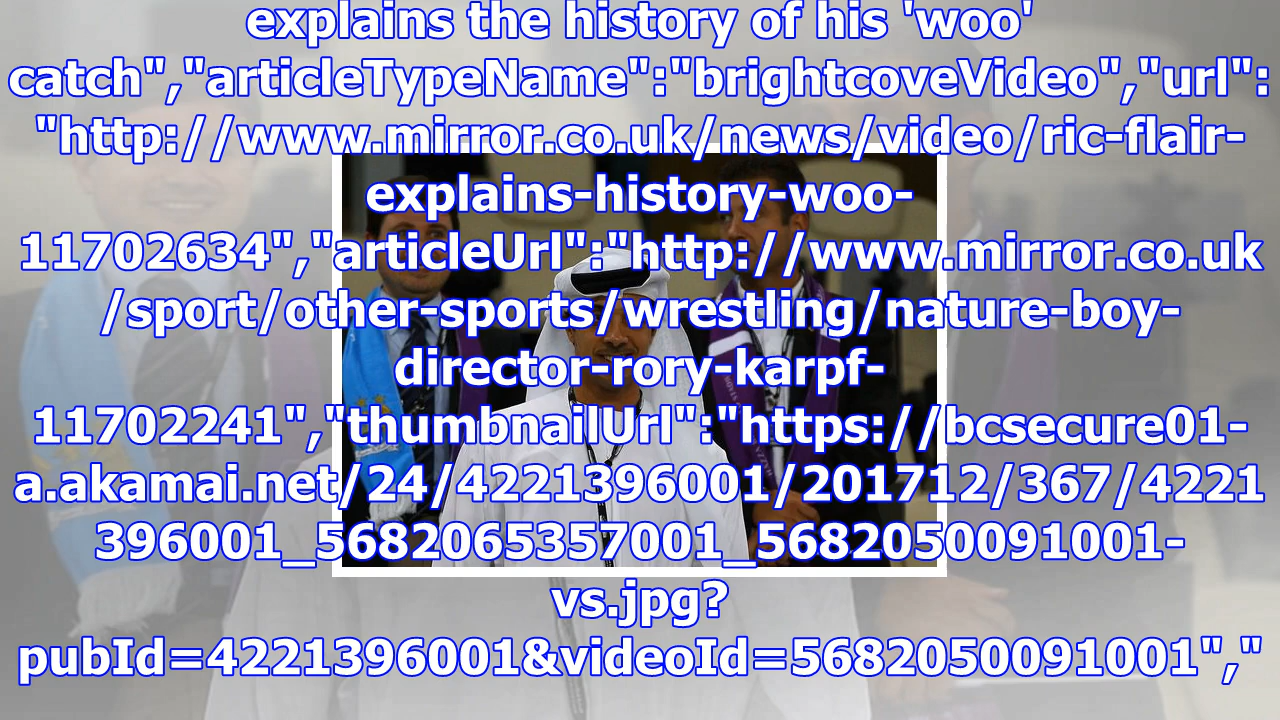 explains the history of his 'woo'
catch","articleTypeName":"brightcoveVideo","url":
"http://www.mirror.co.uk/news/video/ric-flair-
explains-history-woo-
11702634","articleUrl":"http://www.mirror.co.uk
/sport/other-sports/wrestling/nature-boy-
director-rory-karpf-
11702241","thumbnailUrl":"https://bcsecure01-
a.akamai.net/24/4221396001/201712/367/4221
396001_5682065357001_5682050091001-
vs.jpg?
pubId=4221396001&videoId=5682050091001","